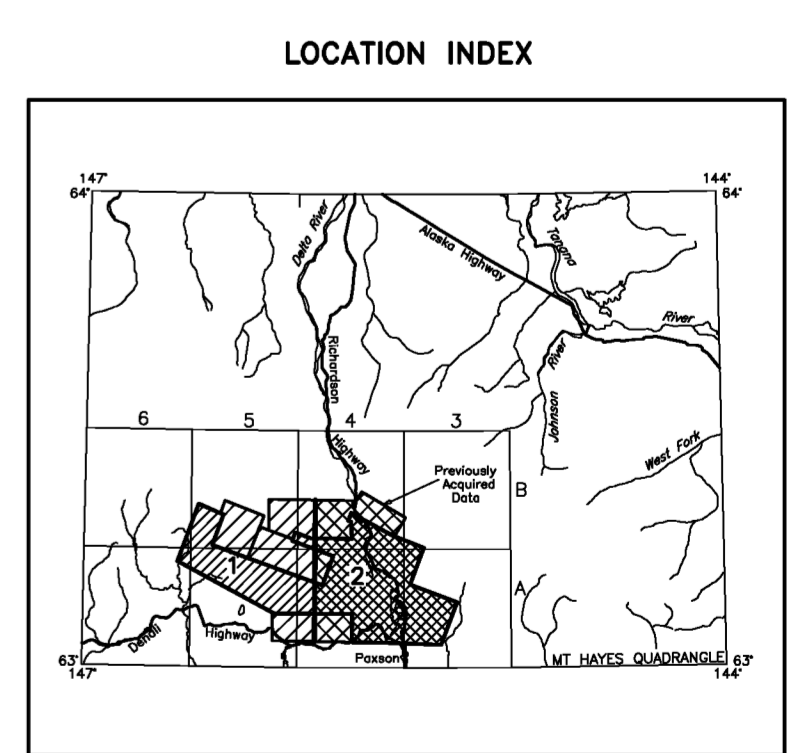 LOCATION INDEX
147°
144°
64°
64°
Delta River
Alaska Highway
Tanana
River
Richardson
River
Johnson
6
5
4
3
Highway
West Fork
Previously
Acquired
Data
B
1
2
A
Denali
Highway
Paxson
MT HAYES QUADRANGLE
63°
63°
147°
144°